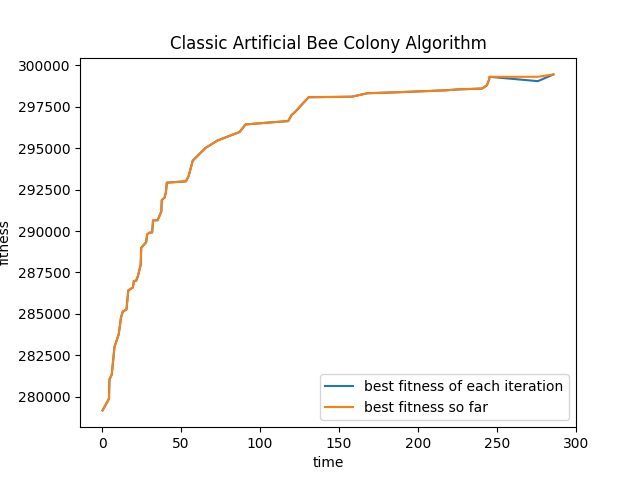 Classic Artificial Bee Colony Algorithm
300000
297500
295000
292500
290000
287500
285000
282500
280000
fitness
0 50 100 150 200 250 300
time
best fitness of each iteration
best fitness so far